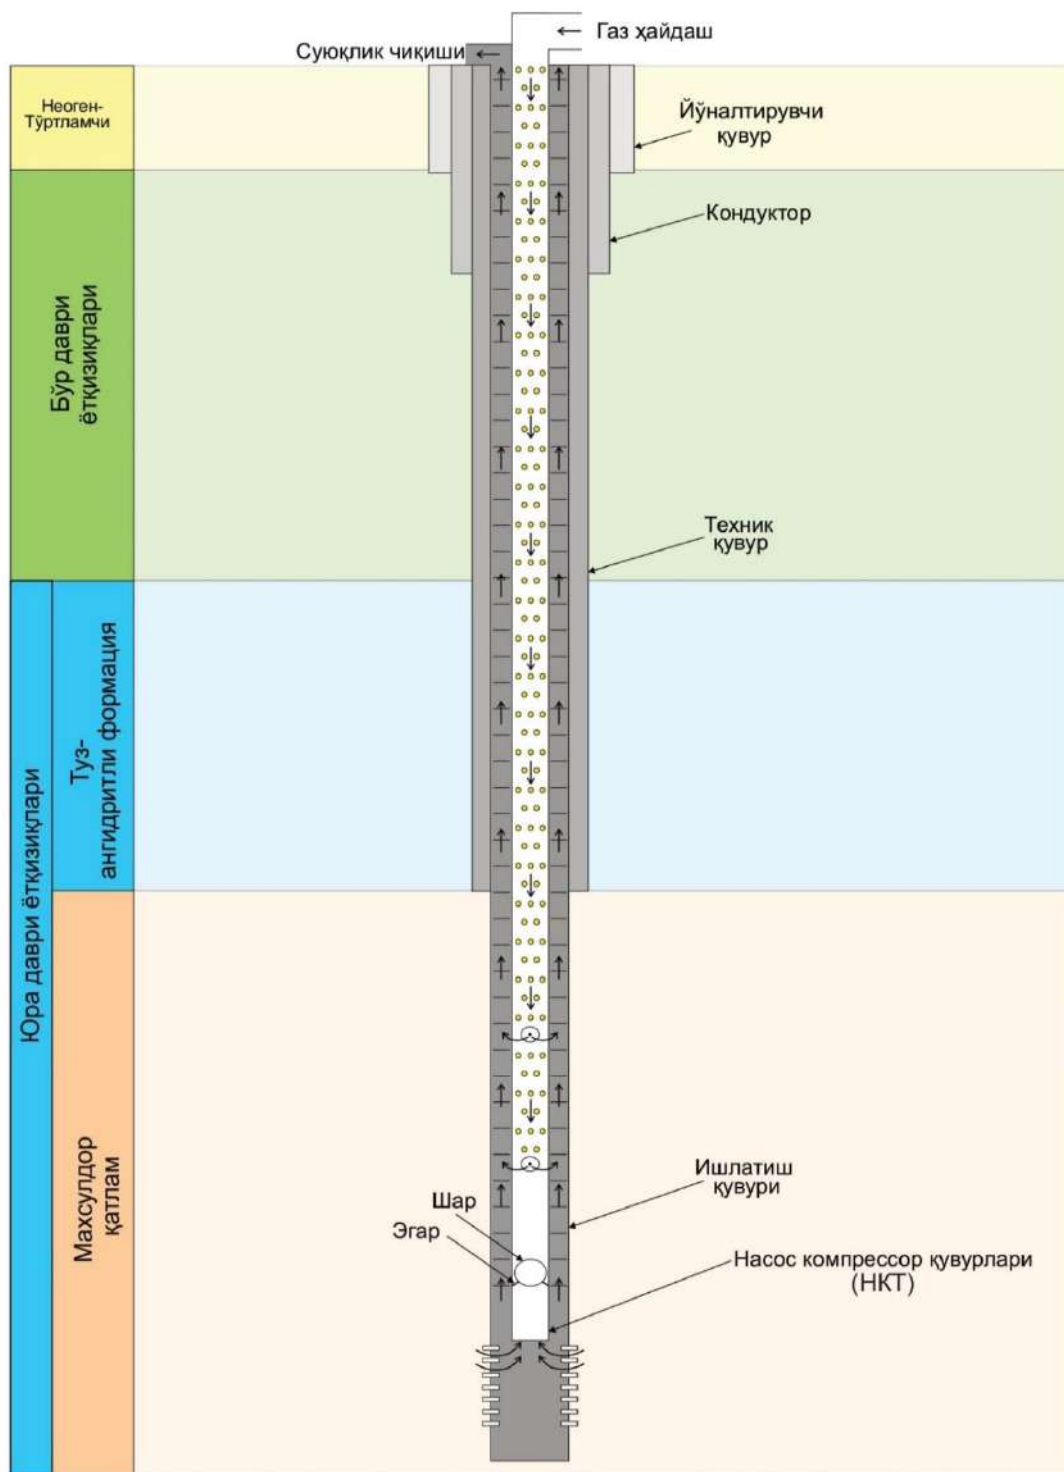 Газ ҳайдаш
Суюқлик чиқиши
Неоген-
Тўртламчи
Йўналтирувчи
қувур
Кондуктор
Бўр даври
ётқизиқлари
Техник
қувур
Юра даври ётқизиқлари
Туз-
ангидритли формация
Махсулдор
қатлам
Ишлатиш
қувури
Шар
Эгар
Насос компрессор қувурлари
(НКТ)